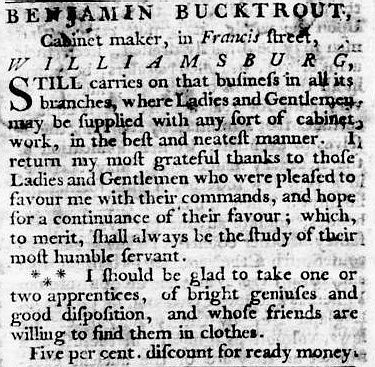 BENJAMIN BUCKTROUT,
Cabinet maker, in Francis ſtreet,
WILLIAMSBURG,
STILL carries on that buſineſs in all its
branches, where Ladies and Gentlemen
may be ſupplied with any ſort of cabinet
work, in the beſt and neateſt manner. I
return my moſt grateful thanks to thoſe
Ladies and Gentlemen who were pleaſed to
favour me with their commands, and hope
for a continuance of their favour; which,
to merit, ſhall always be the ſtudy of their
moſt humble ſervant.
*** I ſhould be glad to take one or
two apprentices, of bright geniuſes and
good diſpoſition, and whoſe friends are
willing to find them in clothes.
Five per cent. diſcount for ready money.